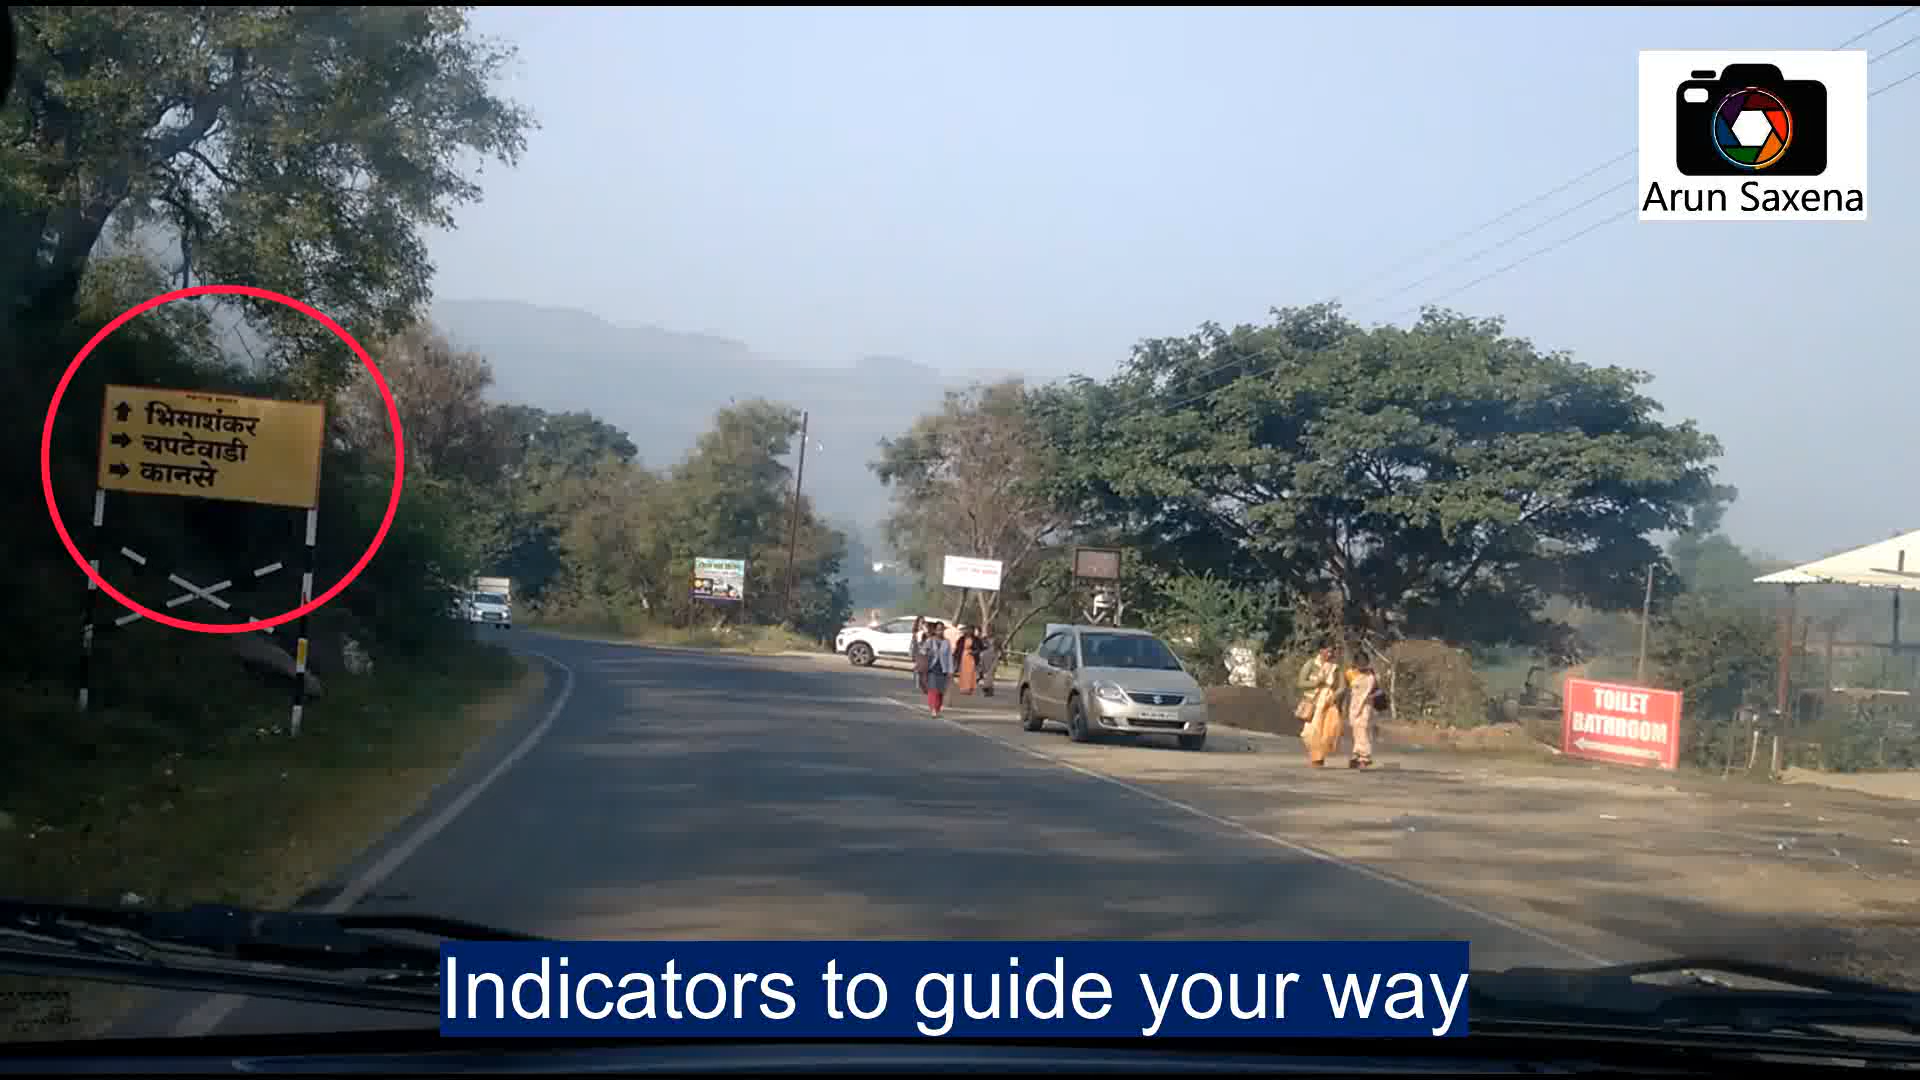 Arun Saxena
भिमाशंकर
चपटेवाडी
कानसे
TOILET
BATHROOM
Indicators to guide your way